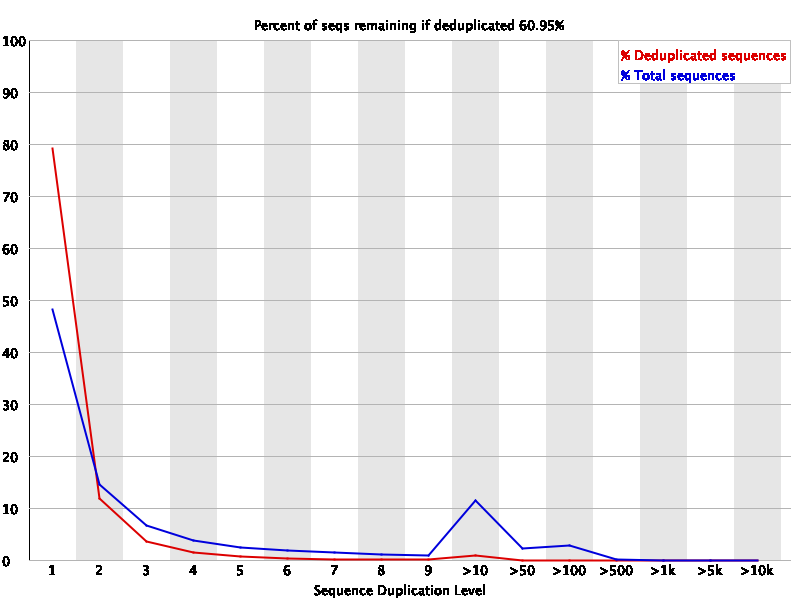 Percent of seqs remaining if deduplicated 60.95%
% Deduplicated sequences
% Total sequences
100
90
80
70
60
50
40
30
20
10
0
1 2 3 4 5 6 7 8 9 >10 >50 >100 >500 >1k >5k >10k
Sequence Duplication Level